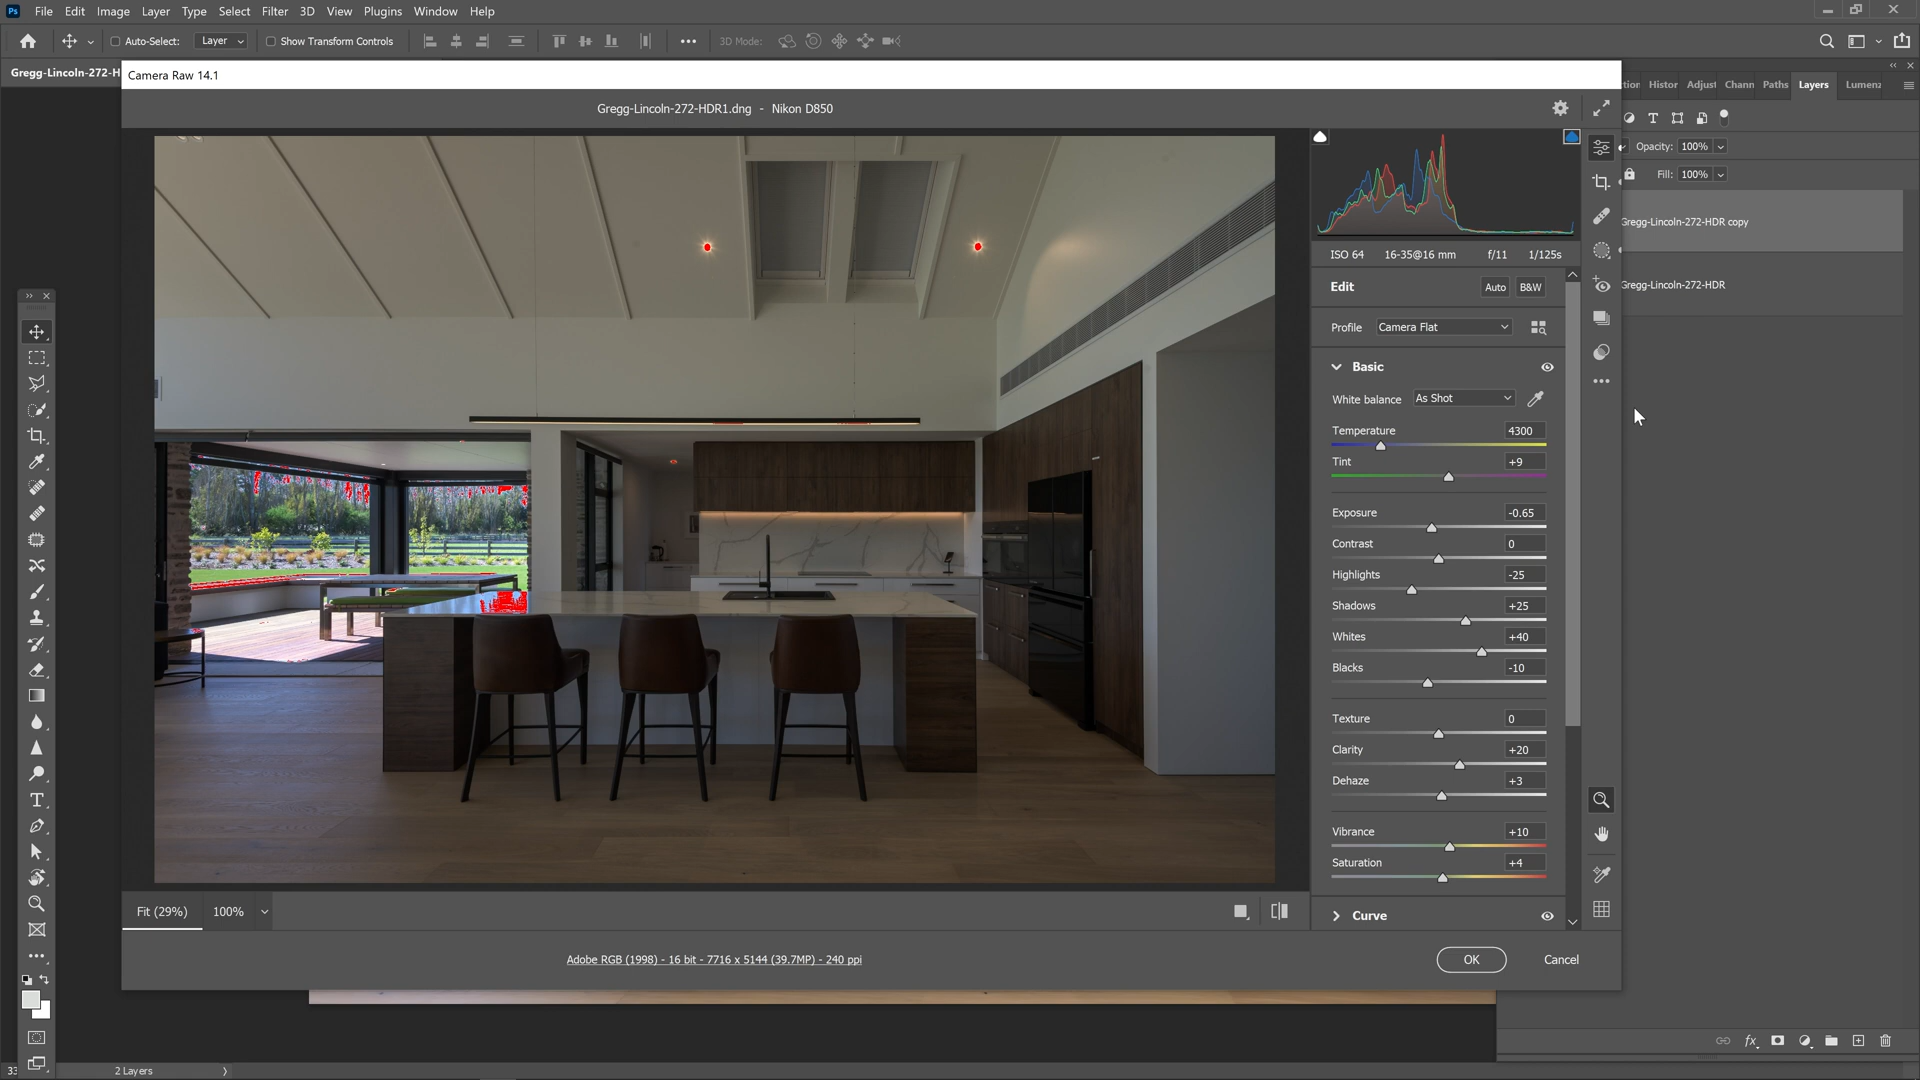 Ps File Edit Image Layer Type Select Filter 3D View Plugins Window Help
Auto-Select: Layer Show Transform Controls 3D Mode:
Gregg-Lincoln-272-H
Camera Raw 14.1
Gregg-Lincoln-272-HDR1.dng - Nikon D850
Histor Adjust Chann Paths Layers Lumenz
Opacity: 100%
Fill: 100%
Gregg-Lincoln-272-HDR copy
Gregg-Lincoln-272-HDR
ISO 64 16-35@16 mm f/11 1/125s
Edit Auto B&W
Profile Camera Flat
Basic
White balance As Shot
Temperature 4300
Tint +9
Exposure -0.65
Contrast 0
Highlights -25
Shadows +25
Whites +40
Blacks -10
Texture 0
Clarity +20
Dehaze +3
Vibrance +10
Saturation +4
Curve
Fit (29%) 100%
Adobe RGB (1998) - 16 bit - 7716 x 5144 (39.7MP) - 240 ppi
OK Cancel
33 2 Layers